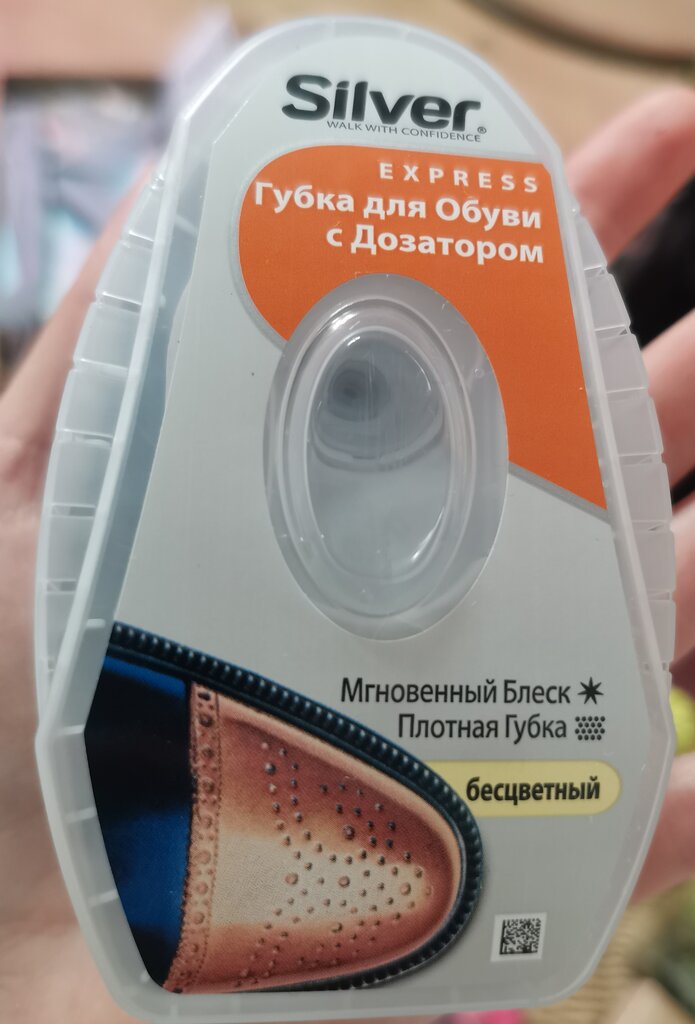 Silver®
WALK WITH CONFIDENCE
EXPRESS
Губка для Обуви
с Дозатором
Мгновенный Блеск
Плотная Губка
бесцветный